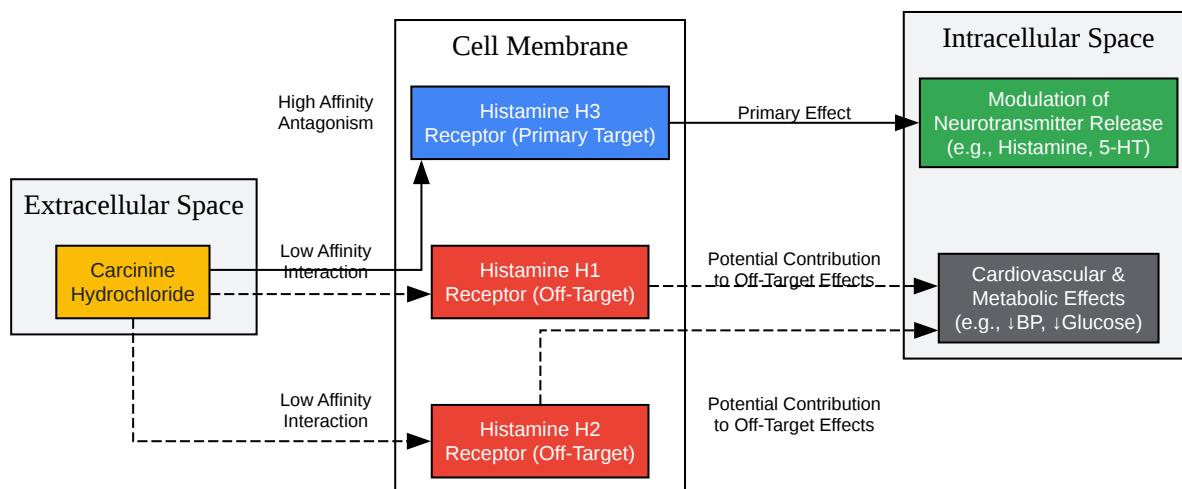 Extracellular Space
Carcinine
Hydrochloride
High Affinity
Antagonism
Low Affinity
Interaction
Low Affinity
Interaction
Cell Membrane
Histamine H3
Receptor (Primary Target)
Histamine H1
Receptor (Off-Target)
Histamine H2
Receptor (Off-Target)
Primary Effect
Potential Contribution
to Off-Target Effects
Potential Contribution
to Off-Target Effects
Intracellular Space
Modulation of
Neurotransmitter Release
(e.g., Histamine, 5-HT)
Cardiovascular &
Metabolic Effects
(e.g., ↓BP, ↓Glucose)